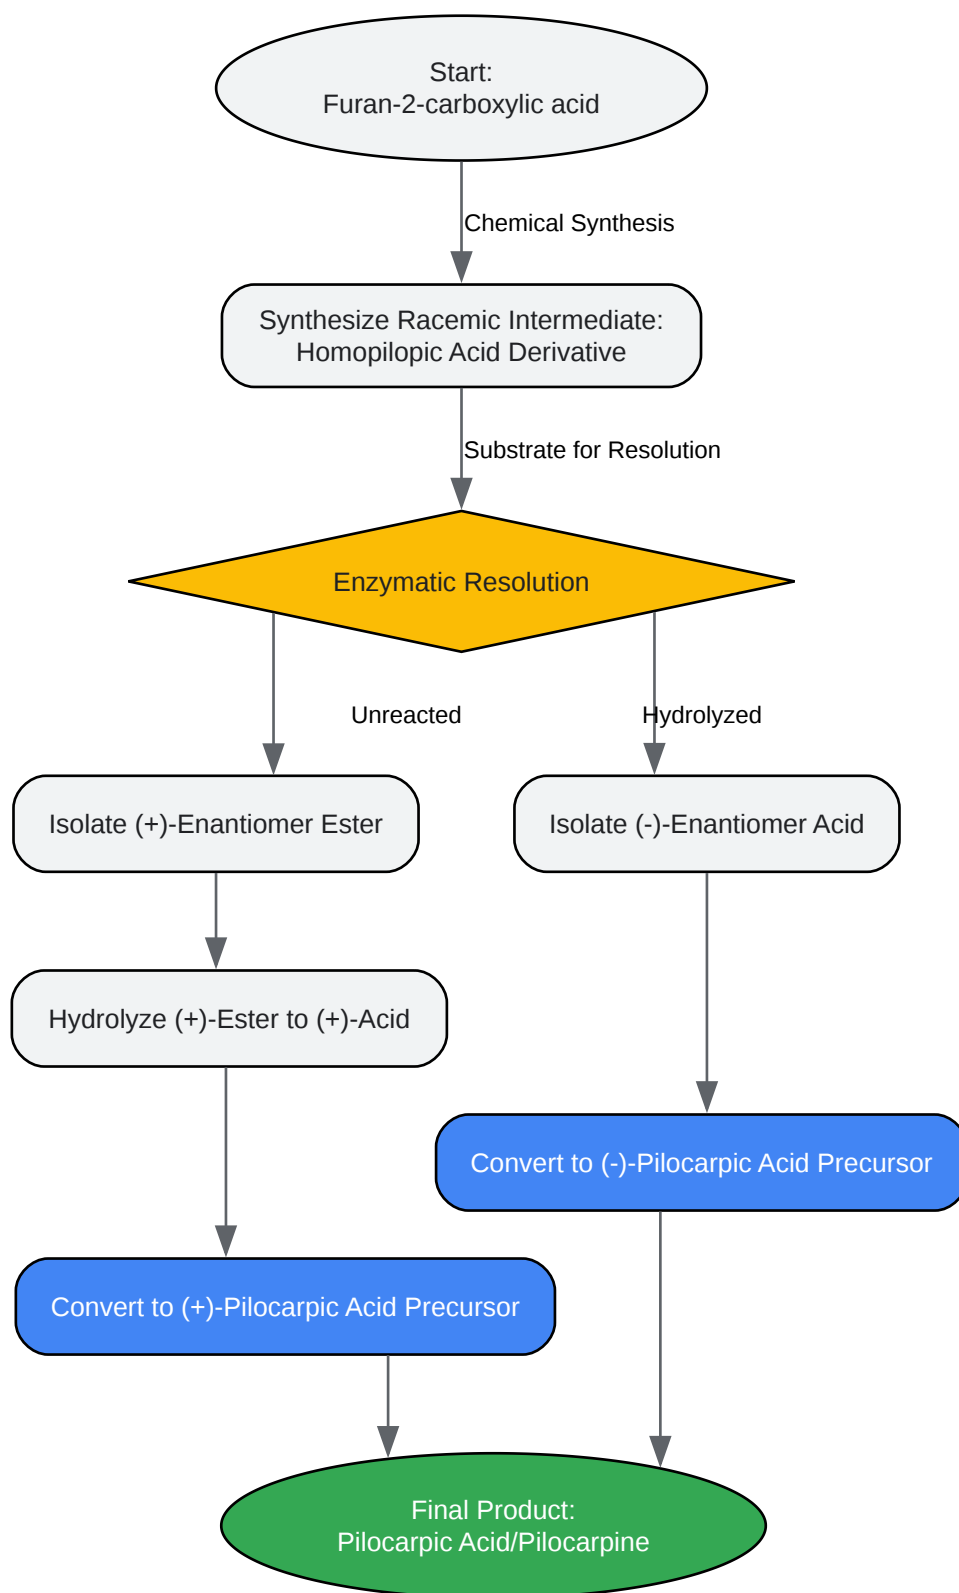 Start:
Furan-2-carboxylic acid
Chemical Synthesis
Synthesize Racemic Intermediate:
Homopilopic Acid Derivative
Substrate for Resolution
Enzymatic Resolution
Unreacted
Hydrolyzed
Isolate (+)-Enantiomer Ester
Isolate (-)-Enantiomer Acid
Hydrolyze (+)-Ester to (+)-Acid
Convert to (-)-Pilocarpic Acid Precursor
Convert to (+)-Pilocarpic Acid Precursor
Final Product:
Pilocarpic Acid/Pilocarpine